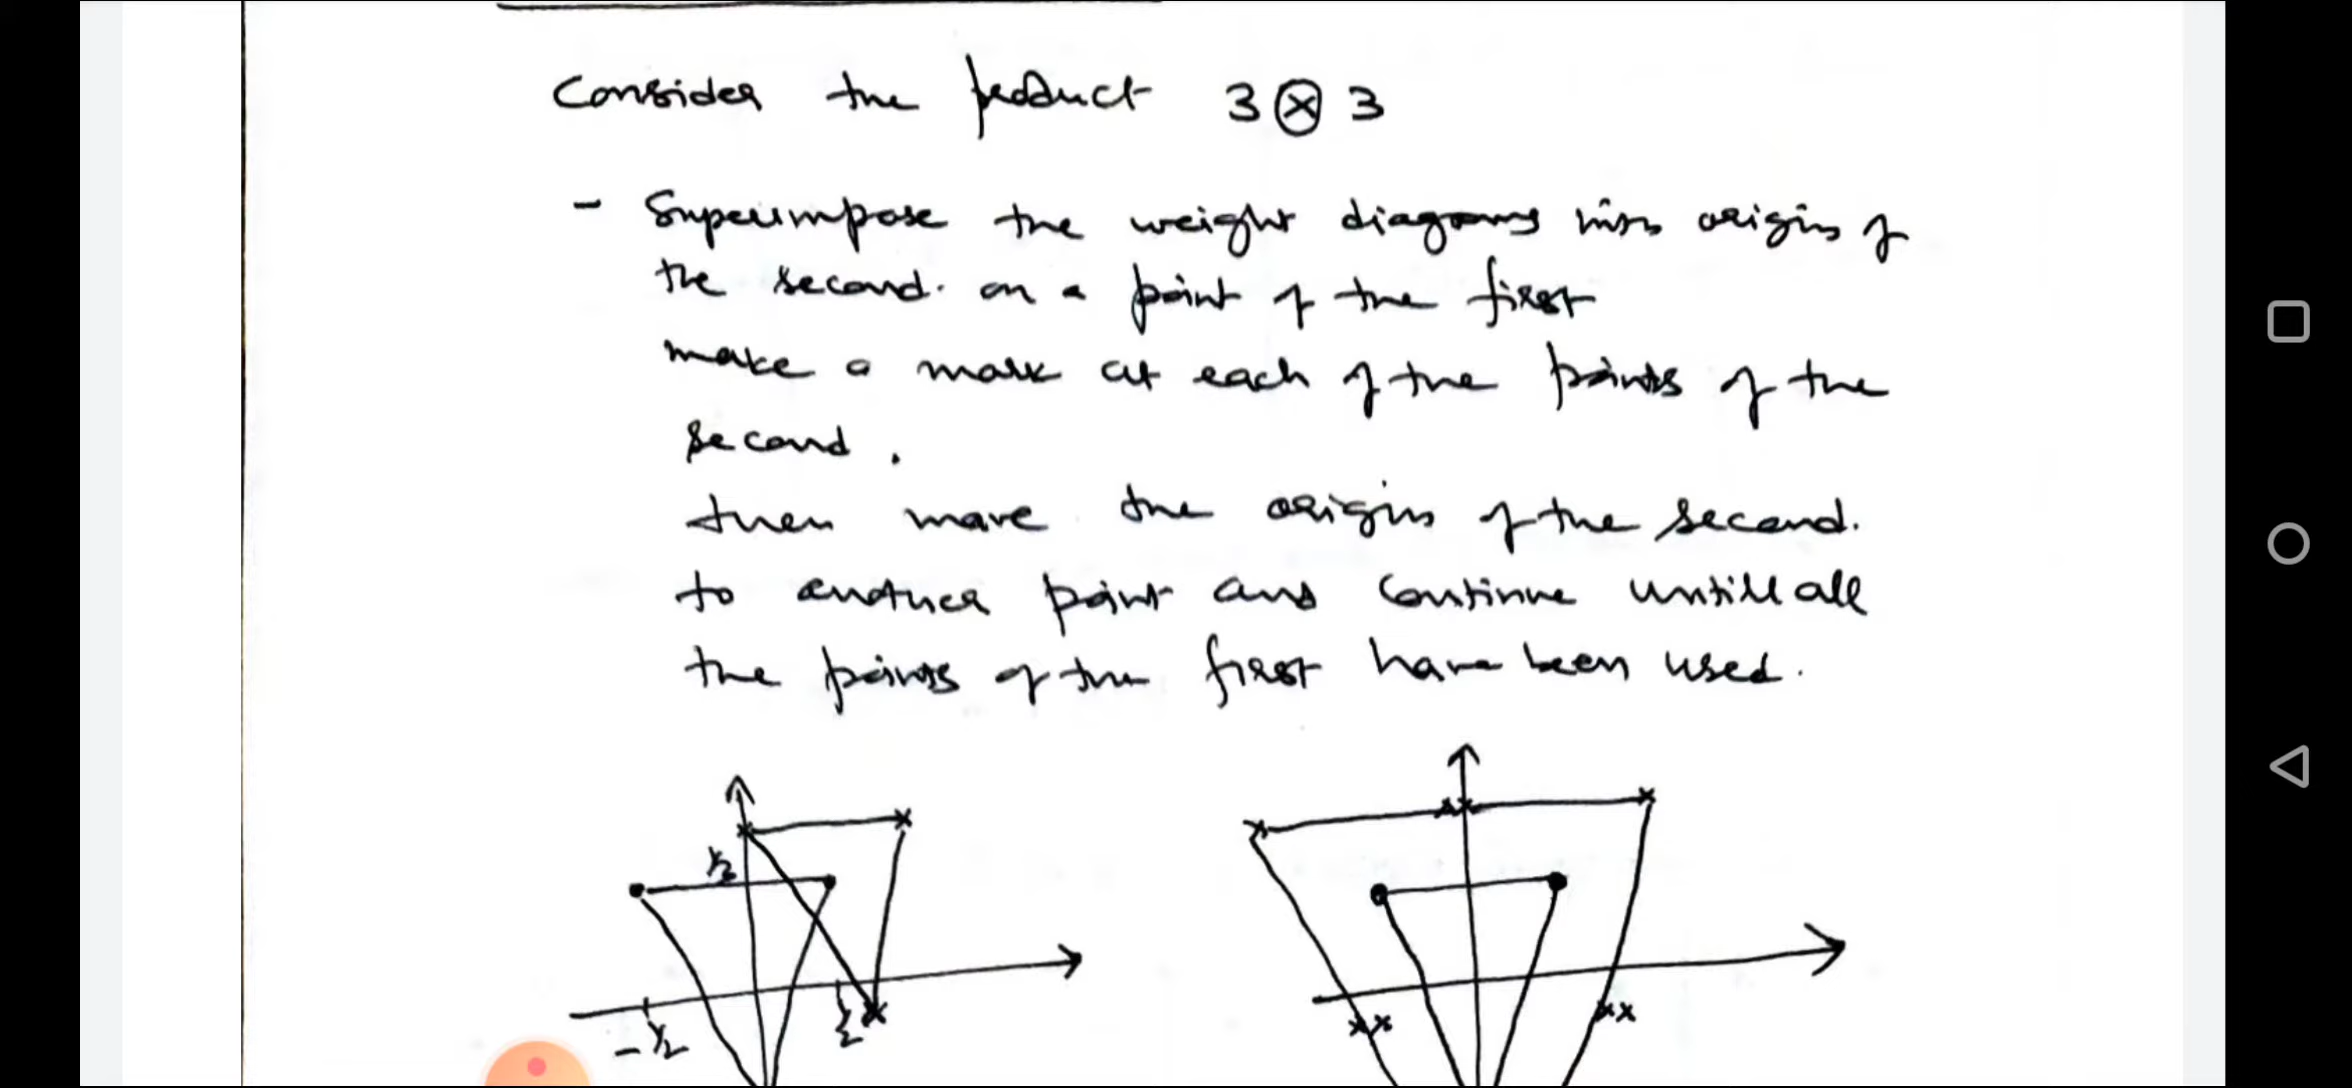 Consider the product 3 ⊗ 3
- Superimpose the weight diagrams with origin of
the second. on a point of the first
make a mark at each of the points of the
second.
then move the origin of the second.
to another point and continue untill all
the points of the first have been used.
1/2
-1/2
1/2